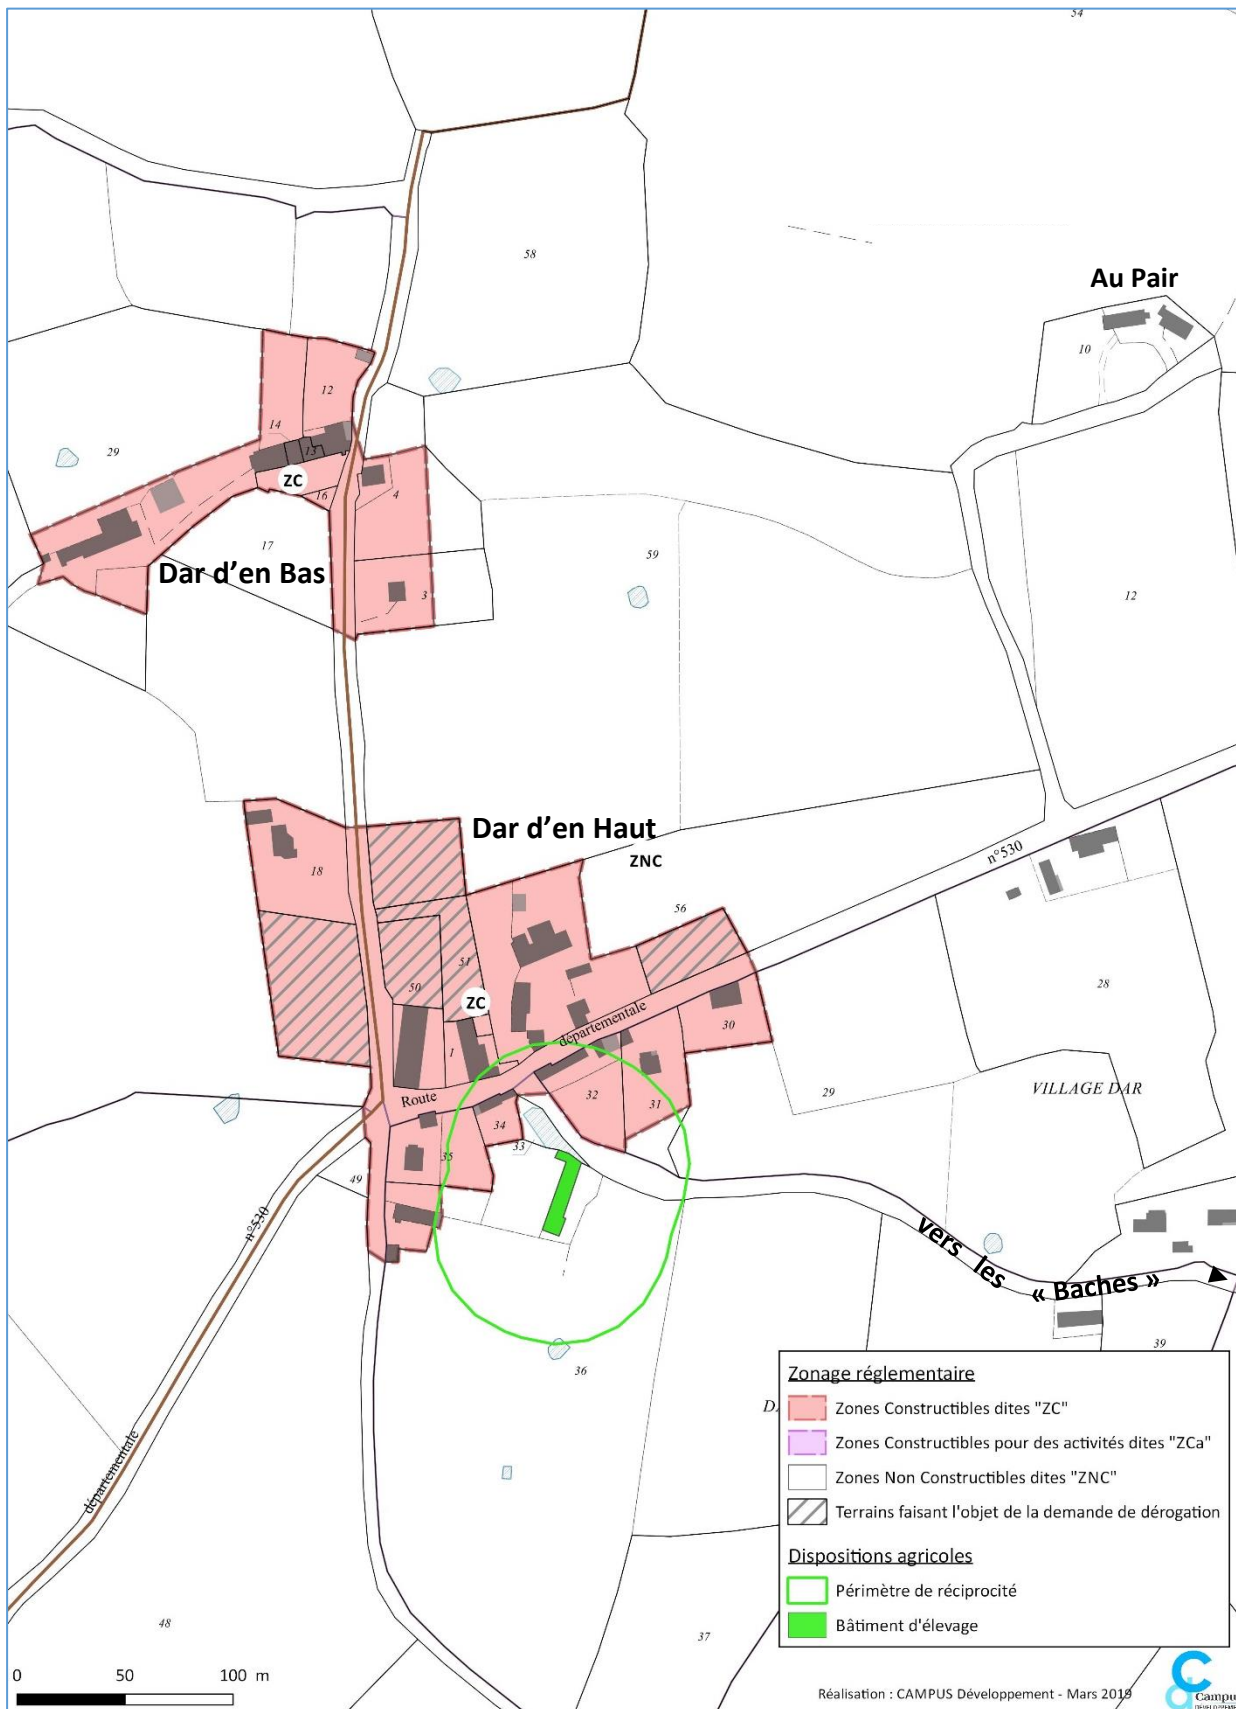 54
58
Au Pair
10
12
14
13
29
ZC
16
4
17
59
Dar d'en Bas
3
12
Dar d'en Haut
ZNC
n°530
18
56
51
50
ZC
28
départementale
30
1
Route
32
31
29
VILLAGE DAR
34
33
35
49
n°530
vers les « Baches »
36
39
départementale
48
37
Zonage réglementaire
Zones Constructibles dites "ZC"
Zones Constructibles pour des activités dites "ZCa"
Zones Non Constructibles dites "ZNC"
Terrains faisant l'objet de la demande de dérogation
Dispositions agricoles
Périmètre de réciprocité
Bâtiment d'élevage
0 50 100 m
Réalisation : CAMPUS Développement - Mars 2019
Campus